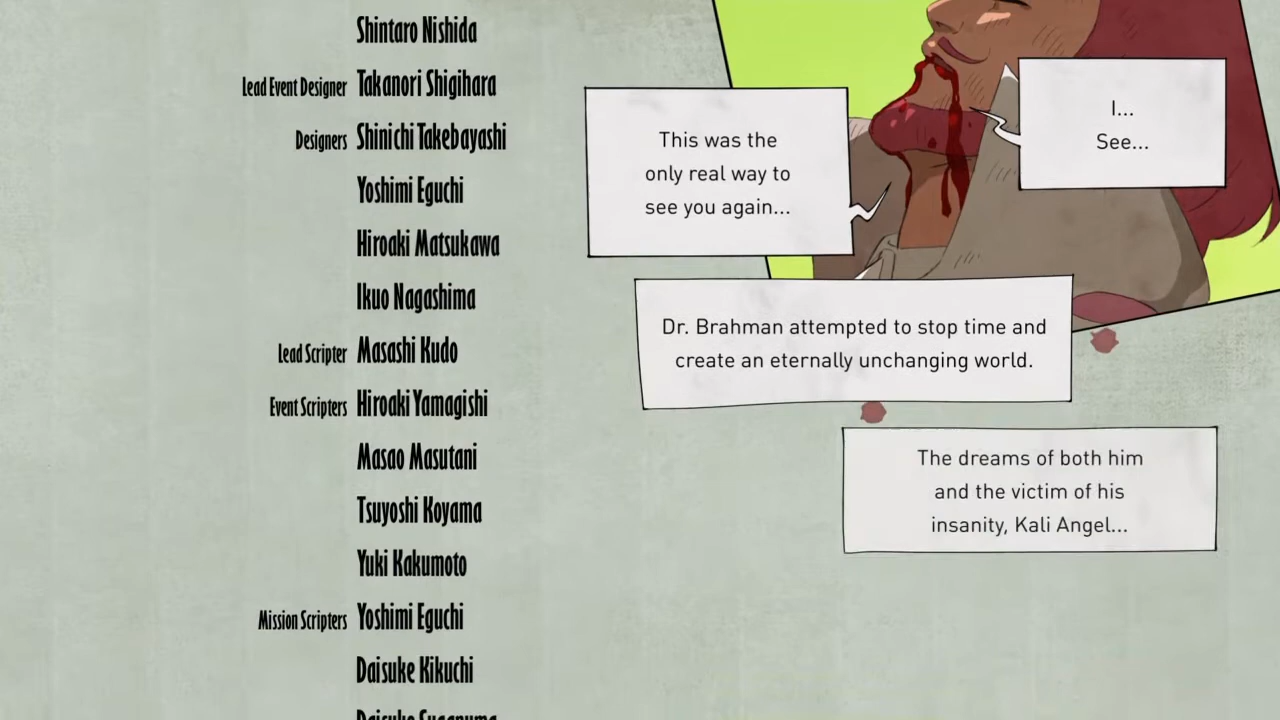 Shintaro Nishida
Lead Event Designer Takanori Shigihara
Designers Shinichi Takebayashi
Yoshimi Eguchi
Hiroaki Matsukawa
Ikuo Nagashima
Lead Scripter Masashi Kudo
Event Scripters Hiroaki Yamagishi
Masao Masutani
Tsuyoshi Koyama
Yuki Kakumoto
Mission Scripters Yoshimi Eguchi
Daisuke Kikuchi
This was the
only real way to
see you again...
I...
See...
Dr. Brahman attempted to stop time and
create an eternally unchanging world.
The dreams of both him
and the victim of his
insanity, Kali Angel...